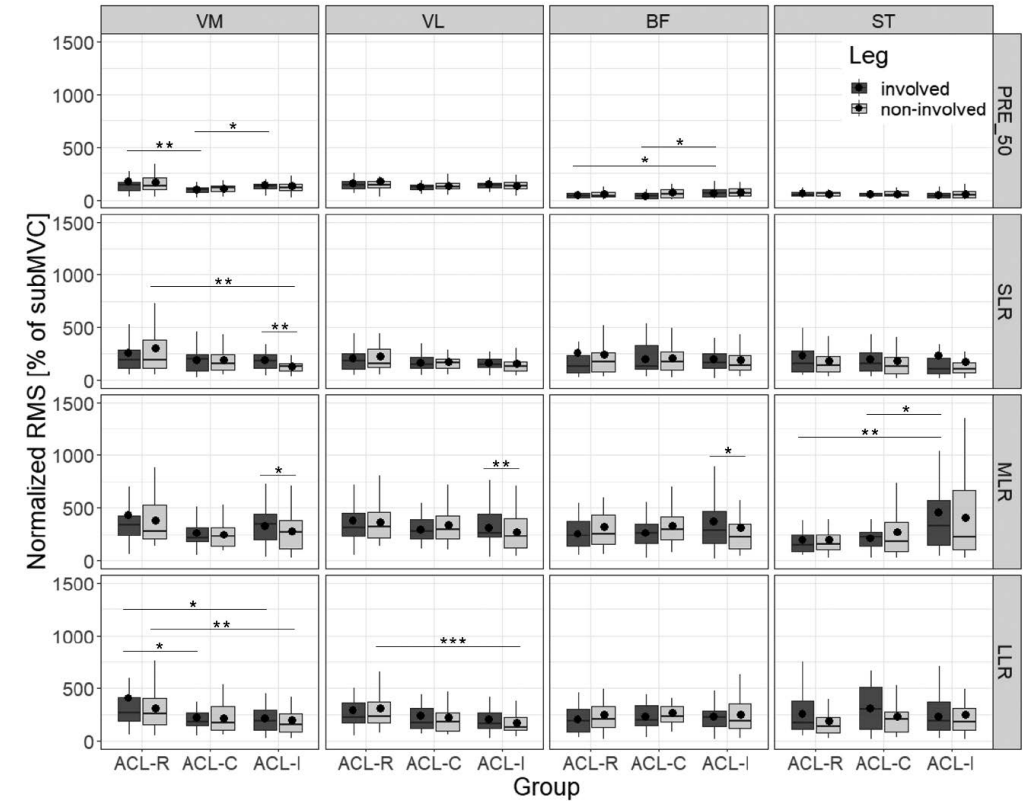 VM VL BF ST
Leg
involved
non-involved
1500
1000
500
0
** * * *
PRE_50
1500
1000
500
0
** **
SLR
1500
1000
500
0
* ** * ** *
MLR
1500
1000
500
0
* ** * ***
LLR
Normalized RMS [% of subMVC]
ACL-R ACL-C ACL-I ACL-R ACL-C ACL-I ACL-R ACL-C ACL-I ACL-R ACL-C ACL-I
Group